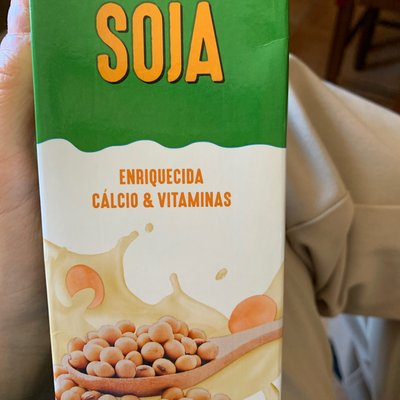 SOJA
ENRIQUECIDA
CÁLCIO & VITAMINAS